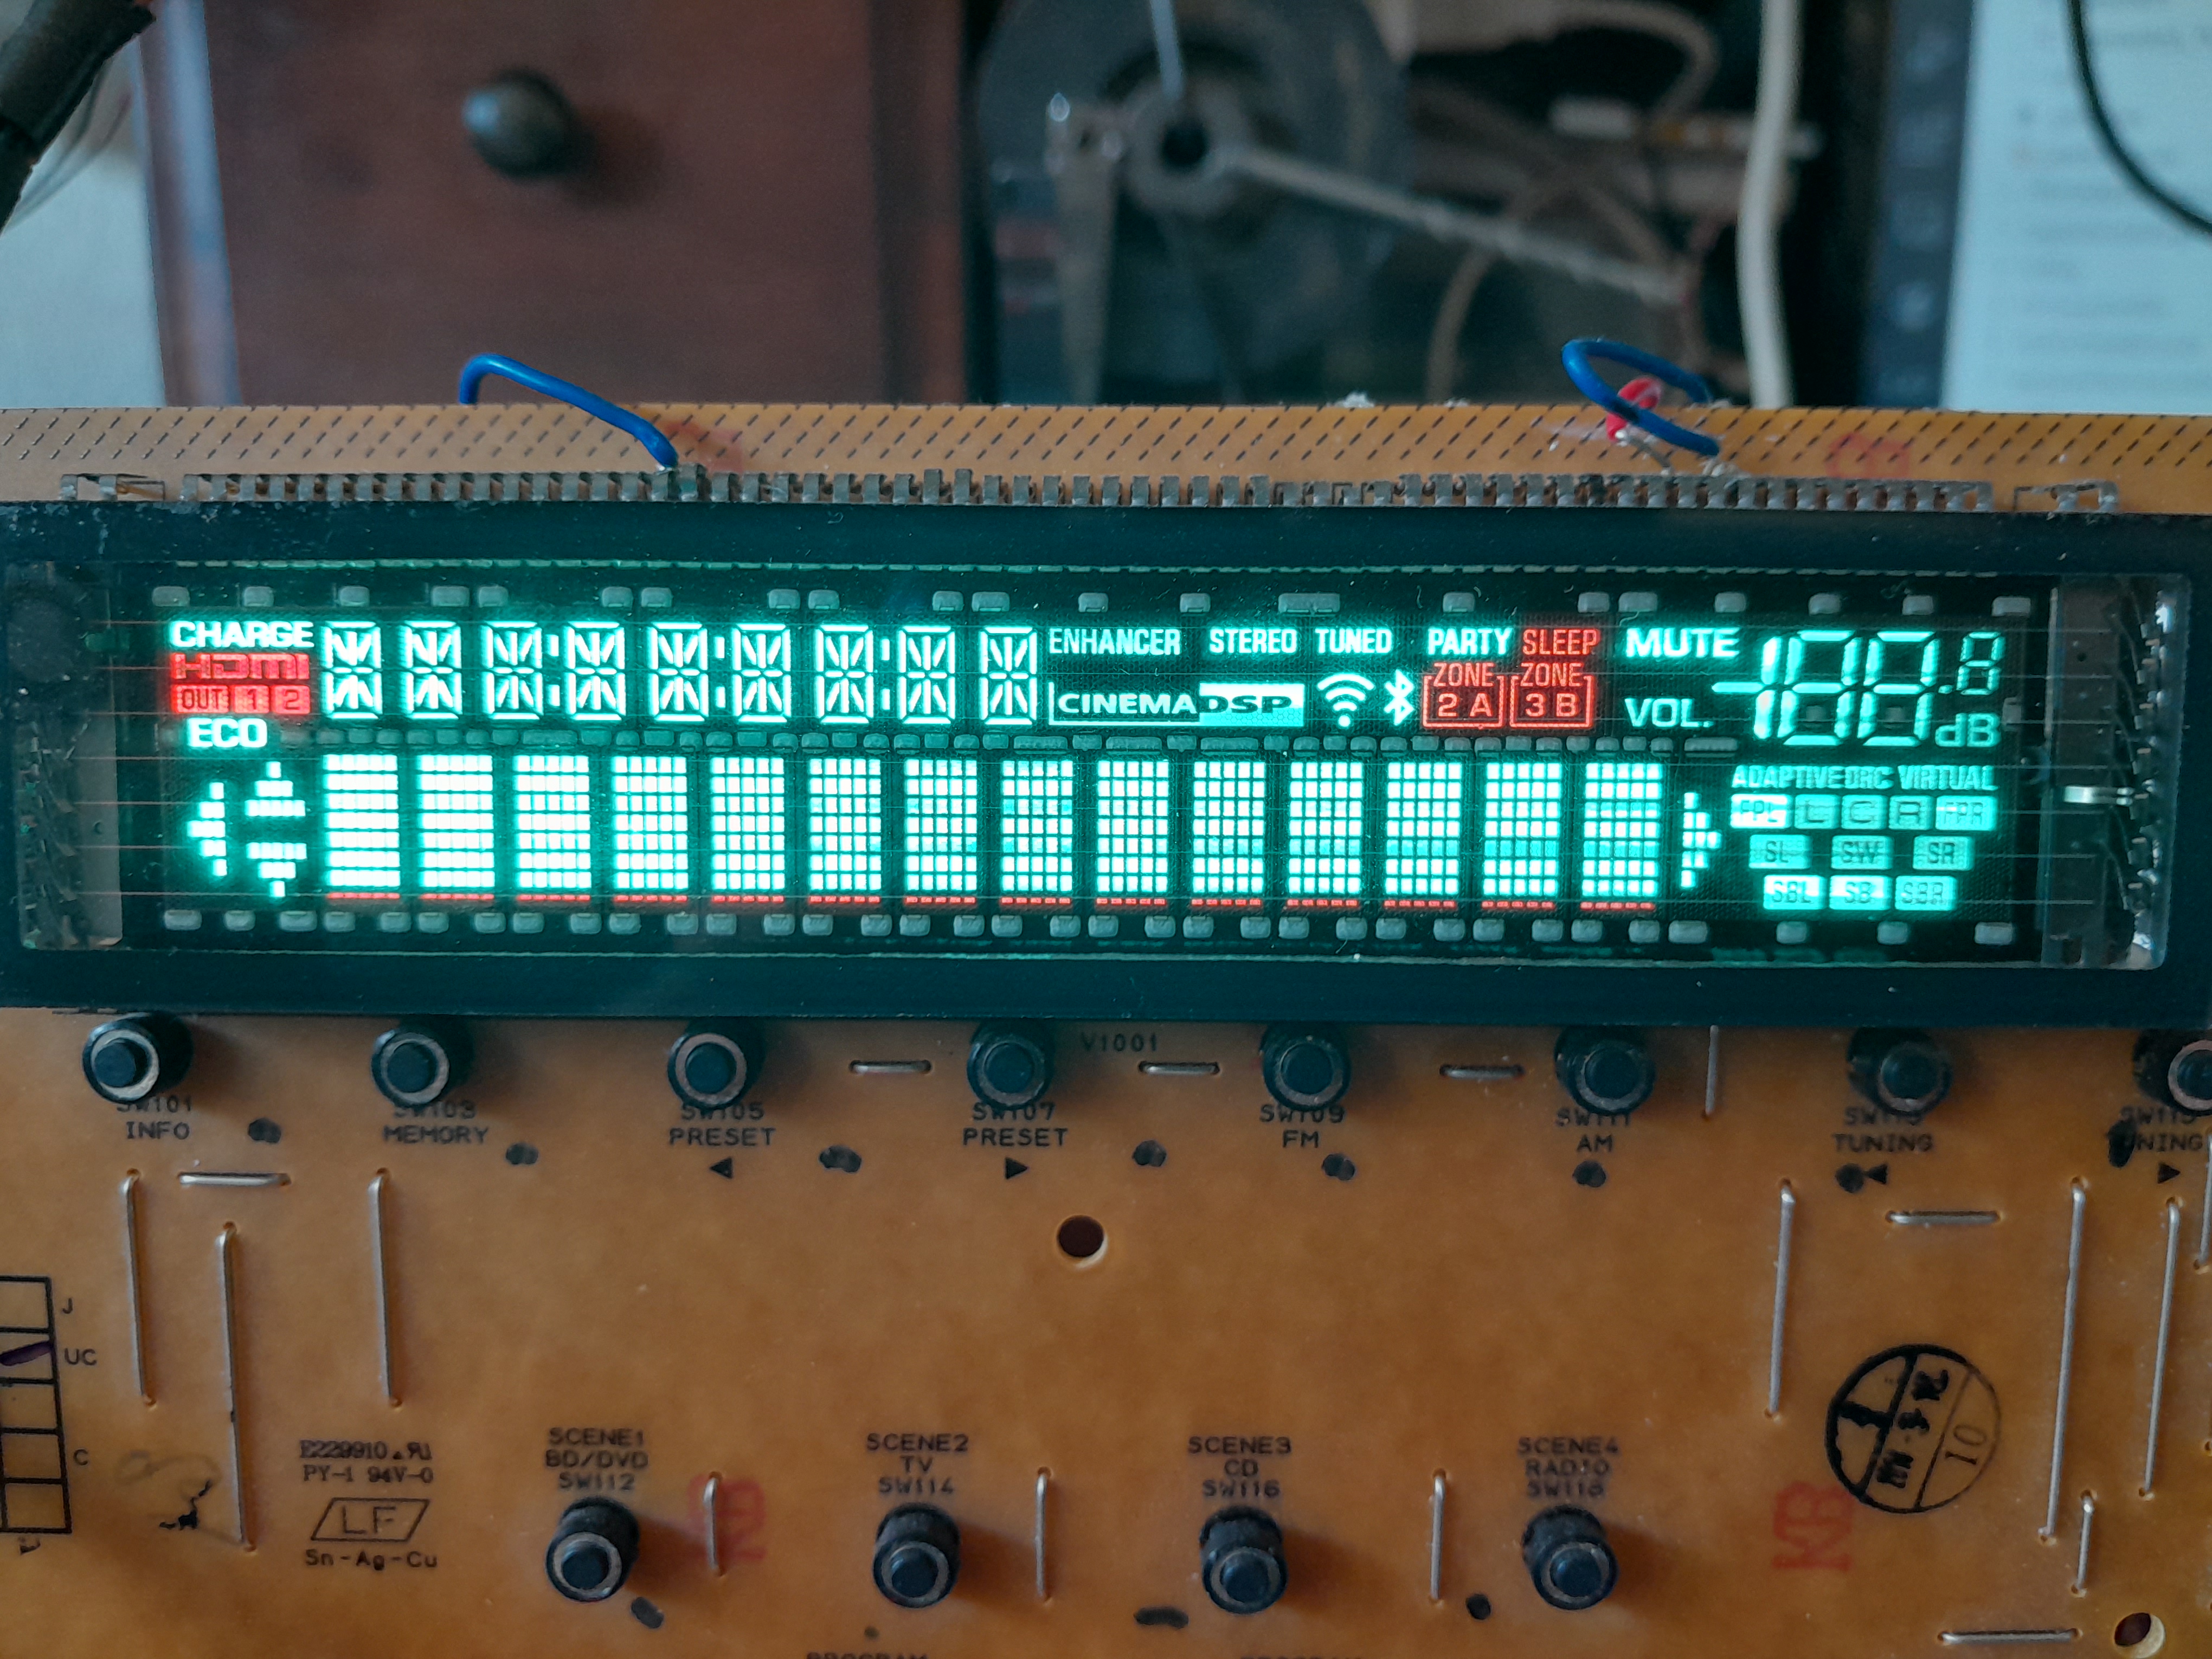 CHARGE
HDMI
OUT 1 2
ECO
ENHANCER STEREO TUNED PARTY SLEEP MUTE
CINEMA DSP
ZONE ZONE
2 A 3 B
VOL. -188.8
dB
ADAPTIVE DRC VIRTUAL
FPL L C R FPR
SL SW SR
SBL SB SBR
V1001
SW101 SW103 SW105 SW107 SW109 SW111
INFO MEMORY PRESET PRESET FM AM TUNING TUNING
◀ ▶ ◀ ▶
J
UC
C
E229910
PY-1 94V-0
LF
Sn-Ag-Cu
SCENE1 SCENE2 SCENE3 SCENE4
BD/DVD TV CD RADIO
SW112 SW114 SW116 SW118
10
KB